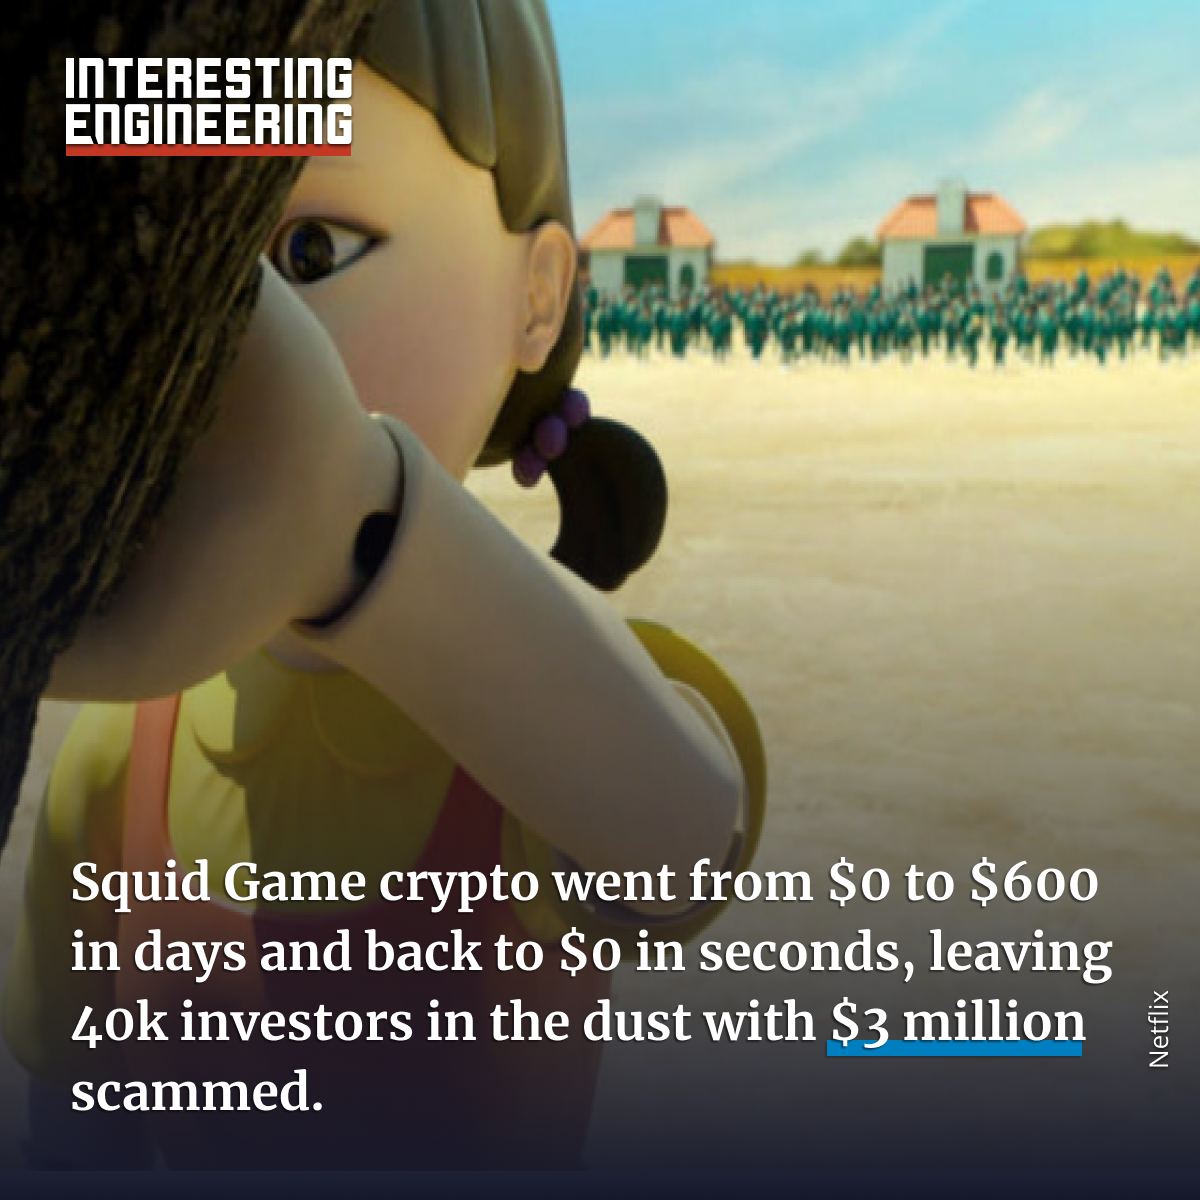 INTERESTING
ENGINEERING
Squid Game crypto went from $0 to $600
in days and back to $0 in seconds, leaving
40k investors in the dust with $3 million
scammed.
Netflix